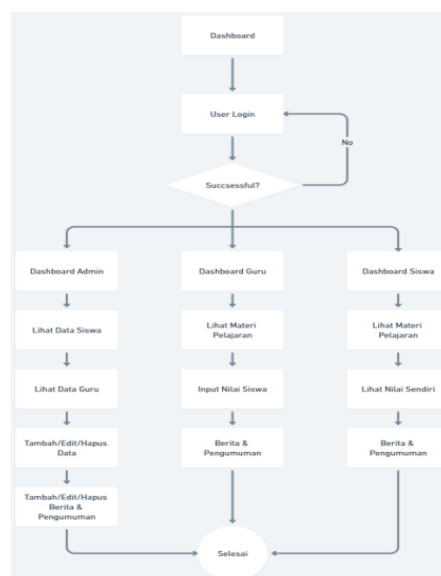 Dashboard
User Login
No
Succsessful?
Dashboard Admin
Dashboard Guru
Dashboard Siswa
Lihat Data Siswa
Lihat Materi
Pelajaran
Lihat Materi
Pelajaran
Lihat Data Guru
Input Nilai Siswa
Lihat Nilai Sendiri
Tambah/Edit/Hapus
Data
Berita &
Pengumuman
Berita &
Pengumuman
Tambah/Edit/Hapus
Berita &
Pengumuman
Selesai